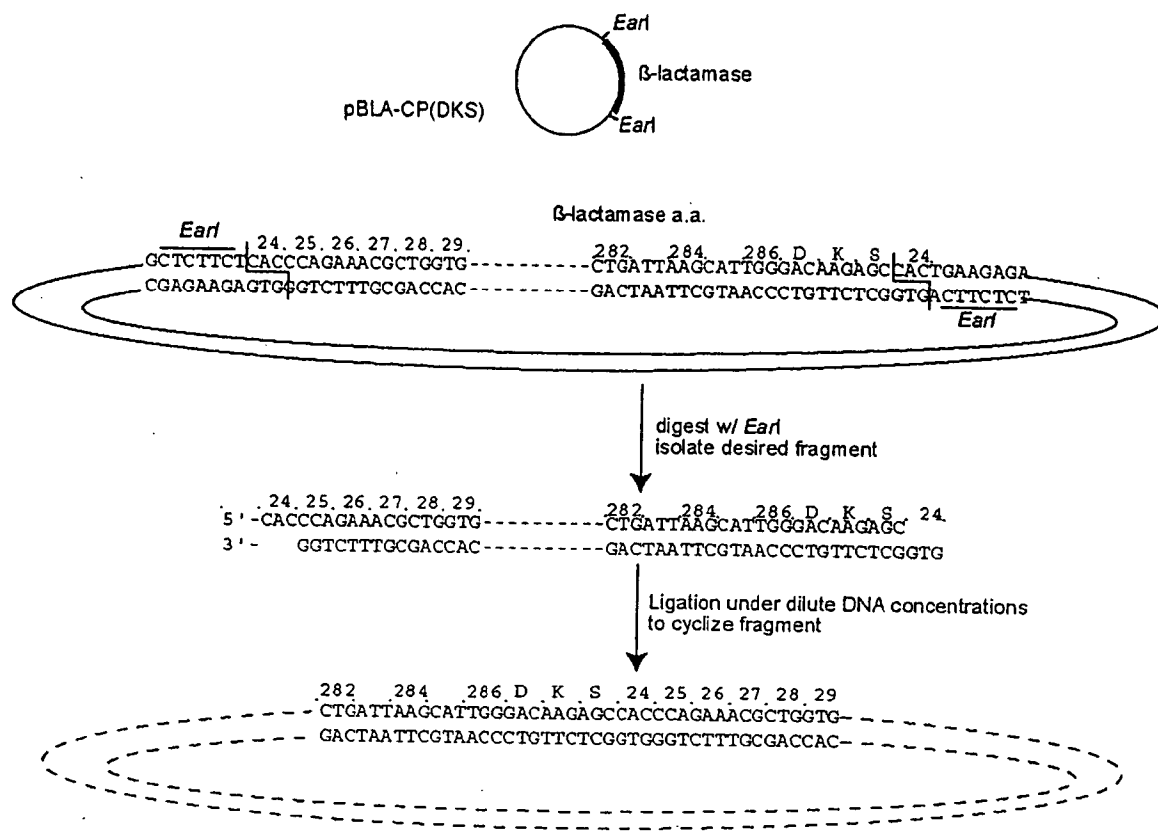 EarI
ß-lactamase
pBLA-CP(DKS)
EarI
ß-lactamase a.a.
EarI
24. 25. 26. 27. 28. 29.
.282. .284. .286. D . K . S . 24.
GCTCTTCTCACCCAGAAACGCTGGTG------------CTGATTAAGCATTGGGACAAGAGCCACTGAAGAGA
CGAGAAGAGTGGGTCTTTGCGACCAC------------GACTAATTCGTAACCCTGTTCTCGGTGACTTCTCT
EarI
digest w/ EarI
isolate desired fragment
. 24. 25. 26. 27. 28. 29.
.282. .284. .286. D . K . S . 24.
5'-CACCCAGAAACGCTGGTG------------CTGATTAAGCATTGGGACAAGAGC
3'- GGTCTTTGCGACCAC------------GACTAATTCGTAACCCTGTTCTCGGTG
Ligation under dilute DNA concentrations
to cyclize fragment
.282. .284. .286. D . K . S . 24. 25. 26. 27. 28. 29
CTGATTAAGCATTGGGACAAGAGCCACCCAGAAACGCTGGTG
GACTAATTCGTAACCCTGTTCTCGGTGGGTCTTTGCGACCAC